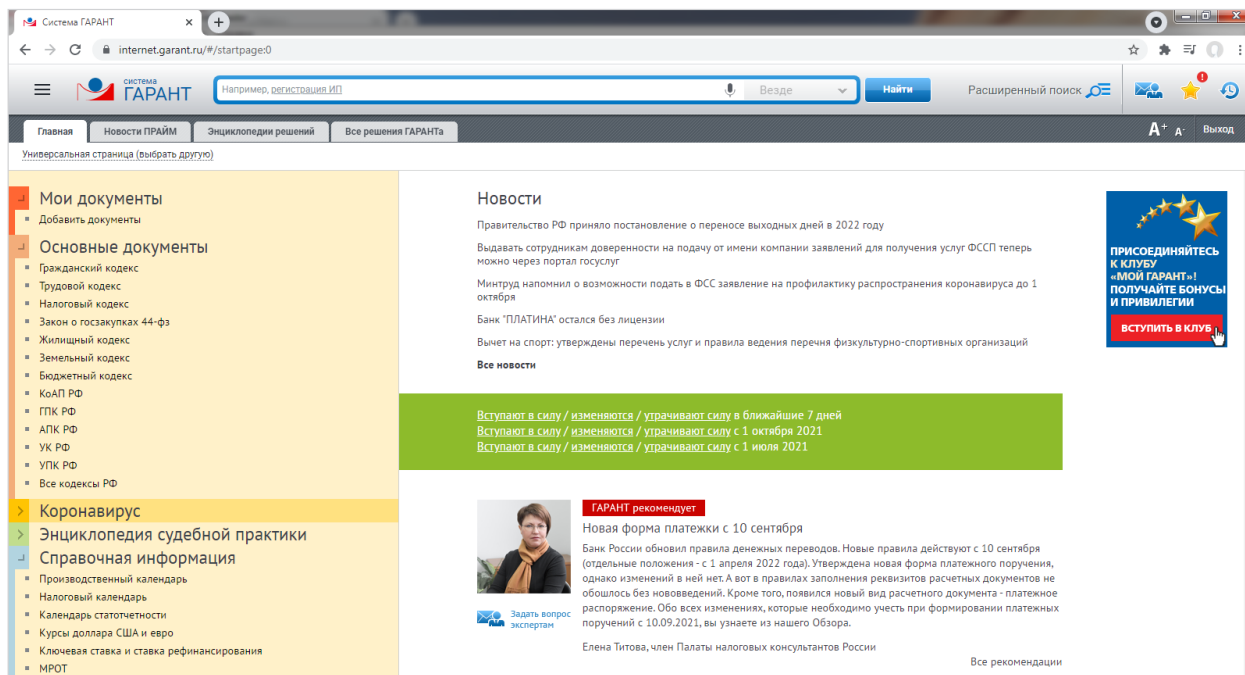 Система ГАРАНТ
internet.garant.ru/#/startpage:0
система
ГАРАНТ
Например, регистрация ИП
Везде
Найти
Расширенный поиск
Главная
Новости ПРАЙМ
Энциклопедии решений
Все решения ГАРАНТа
А+ А-
Выход
Универсальная страница (выбрать другую)
Мои документы
Добавить документы
Основные документы
Гражданский кодекс
Трудовой кодекс
Налоговый кодекс
Закон о госзакупках 44-фз
Жилищный кодекс
Земельный кодекс
Бюджетный кодекс
КоАП РФ
ГПК РФ
АПК РФ
УК РФ
УПК РФ
Все кодексы РФ
Коронавирус
Энциклопедия судебной практики
Справочная информация
Производственный календарь
Налоговый календарь
Календарь статотчетности
Курсы доллара США и евро
Ключевая ставка и ставка рефинансирования
МРОТ
Новости
Правительство РФ приняло постановление о переносе выходных дней в 2022 году
Выдавать сотрудникам доверенности на подачу от имени компании заявлений для получения услуг ФССП теперь
можно через портал госуслуг
Минтруд напомнил о возможности подать в ФСС заявление на профилактику распространения коронавируса до 1
октября
Банк "ПЛАТИНА" остался без лицензии
Вычет на спорт: утверждены перечень услуг и правила ведения перечня физкультурно-спортивных организаций
Все новости
Вступают в силу / изменяются / утрачивают силу в ближайшие 7 дней
Вступают в силу / изменяются / утрачивают силу с 1 октября 2021
Вступают в силу / изменяются / утрачивают силу с 1 июля 2021
ГАРАНТ рекомендует
Новая форма платежки с 10 сентября
Банк России обновил правила денежных переводов. Новые правила действуют с 10 сентября
(отдельные положения - с 1 апреля 2022 года). Утверждена новая форма платежного поручения,
однако изменений в ней нет. А вот в правилах заполнения реквизитов расчетных документов не
обошлось без нововведений. Кроме того, появился новый вид расчетного документа - платежное
распоряжение. Обо всех изменениях, которые необходимо учесть при формировании платежных
поручений с 10.09.2021, вы узнаете из нашего Обзора.
Задать вопрос
экспертам
Елена Титова, член Палаты налоговых консультантов России
Все рекомендации
ПРИСОЕДИНЯЙТЕСЬ
К КЛУБУ
«МОЙ ГАРАНТ»!
ПОЛУЧАЙТЕ БОНУСЫ
И ПРИВИЛЕГИИ
ВСТУПИТЬ В КЛУБ